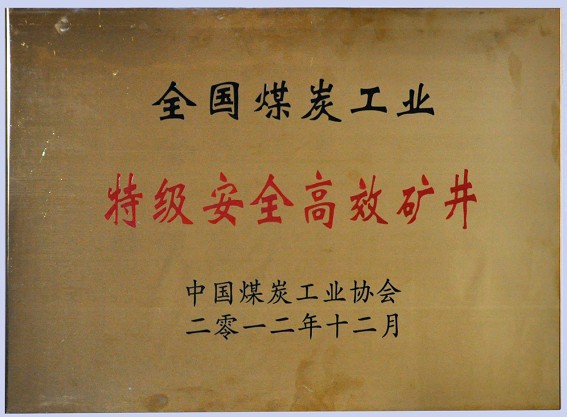 全国煤炭工业
特级安全高效矿井
中国煤炭工业协会
二零一二年十二月